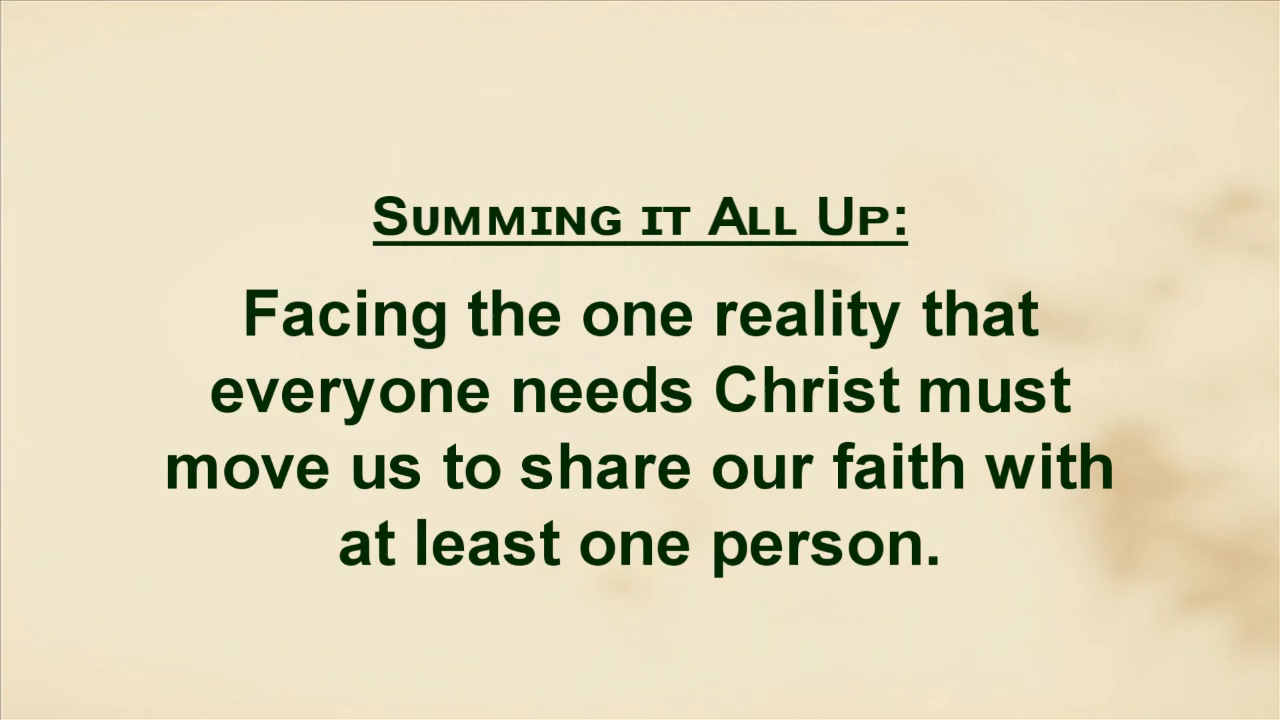 Summing it All Up:
Facing the one reality that
everyone needs Christ must
move us to share our faith with
at least one person.